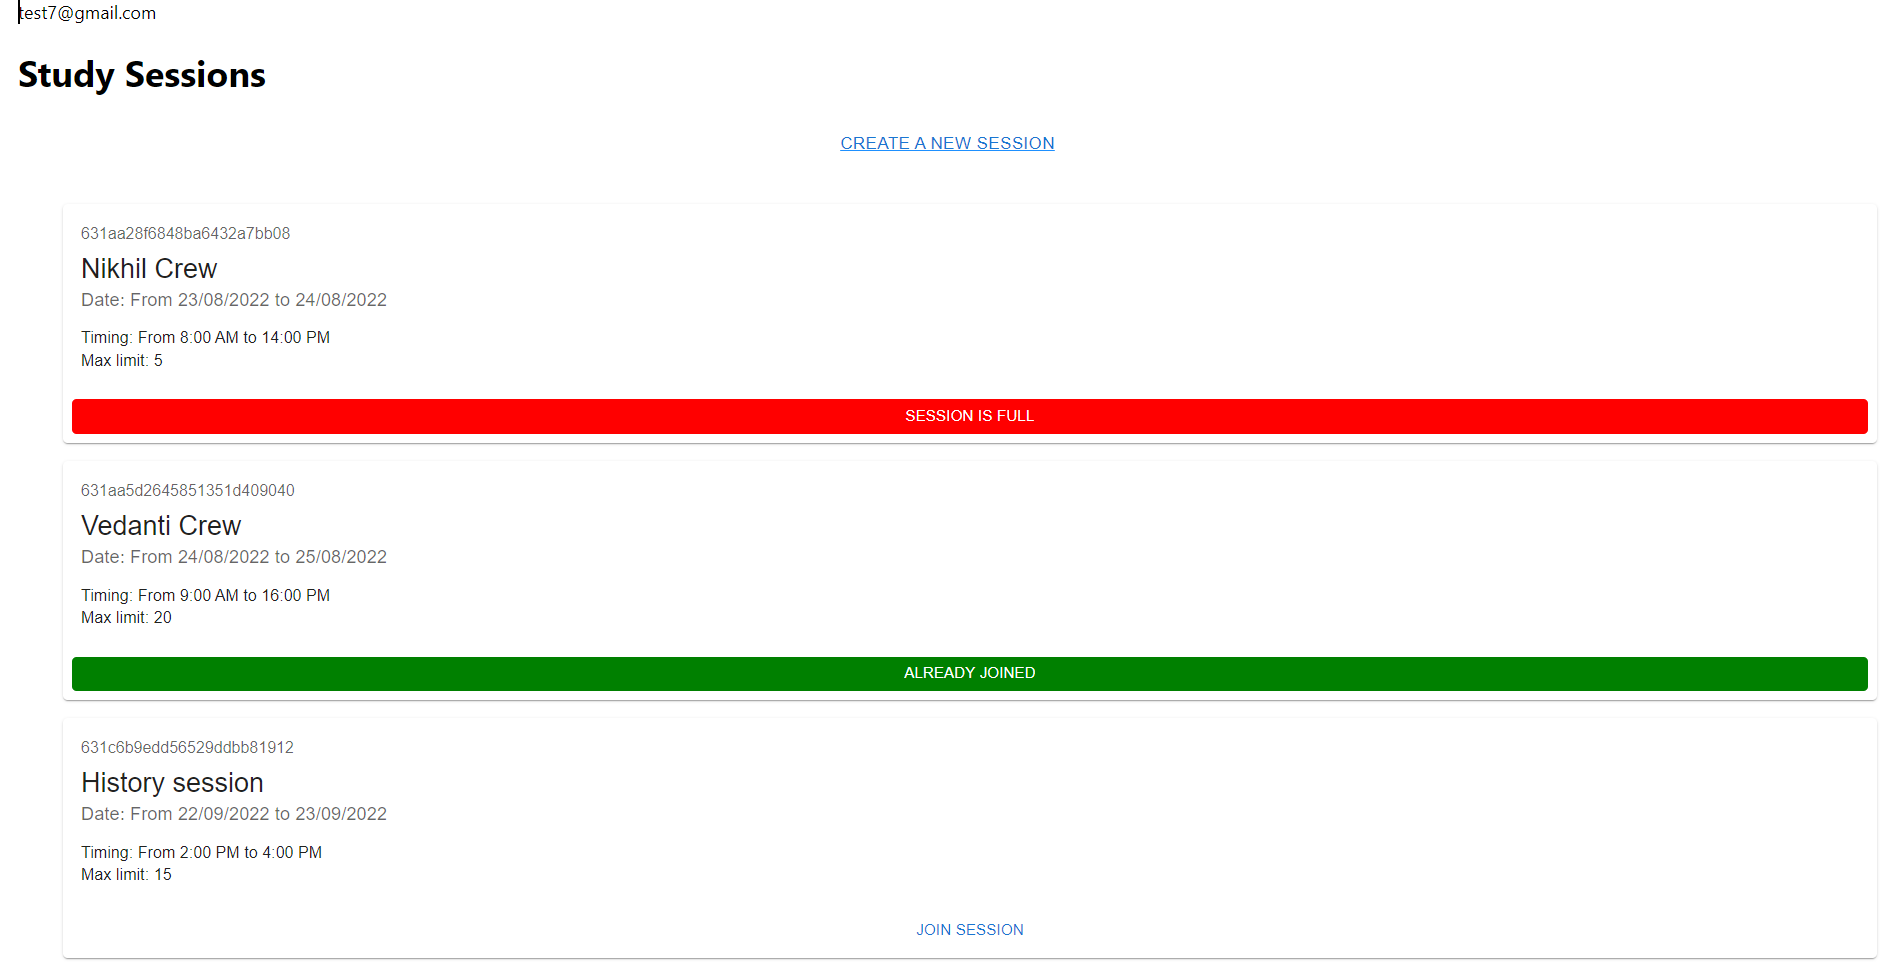 test7@gmail.com
Study Sessions
CREATE A NEW SESSION
631aa28f6848ba6432a7bb08
Nikhil Crew
Date: From 23/08/2022 to 24/08/2022
Timing: From 8:00 AM to 14:00 PM
Max limit: 5
SESSION IS FULL
631aa5d2645851351d409040
Vedanti Crew
Date: From 24/08/2022 to 25/08/2022
Timing: From 9:00 AM to 16:00 PM
Max limit: 20
ALREADY JOINED
631c6b9edd56529ddbb81912
History session
Date: From 22/09/2022 to 23/09/2022
Timing: From 2:00 PM to 4:00 PM
Max limit: 15
JOIN SESSION